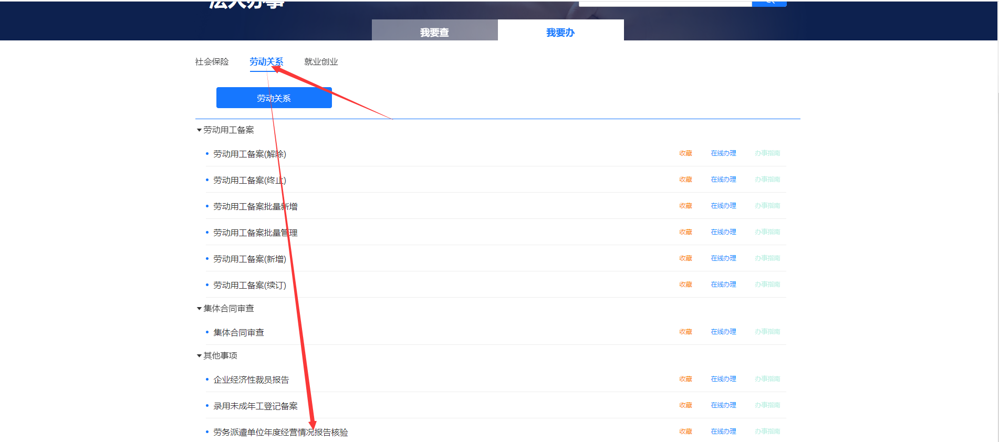 法人办事
我要查 我要办
社会保险 劳动关系 就业创业
劳动关系
劳动用工备案
劳动用工备案(解除) 收藏 在线办理 办事指南
劳动用工备案(终止) 收藏 在线办理 办事指南
劳动用工备案批量新增 收藏 在线办理 办事指南
劳动用工备案批量管理 收藏 在线办理 办事指南
劳动用工备案(新增) 收藏 在线办理 办事指南
劳动用工备案(续订) 收藏 在线办理 办事指南
集体合同审查
集体合同审查 收藏 在线办理 办事指南
其他事项
企业经济性裁员报告 收藏 在线办理 办事指南
录用未成年工登记备案 收藏 在线办理 办事指南
劳务派遣单位年度经营情况报告核验 收藏 在线办理 办事指南